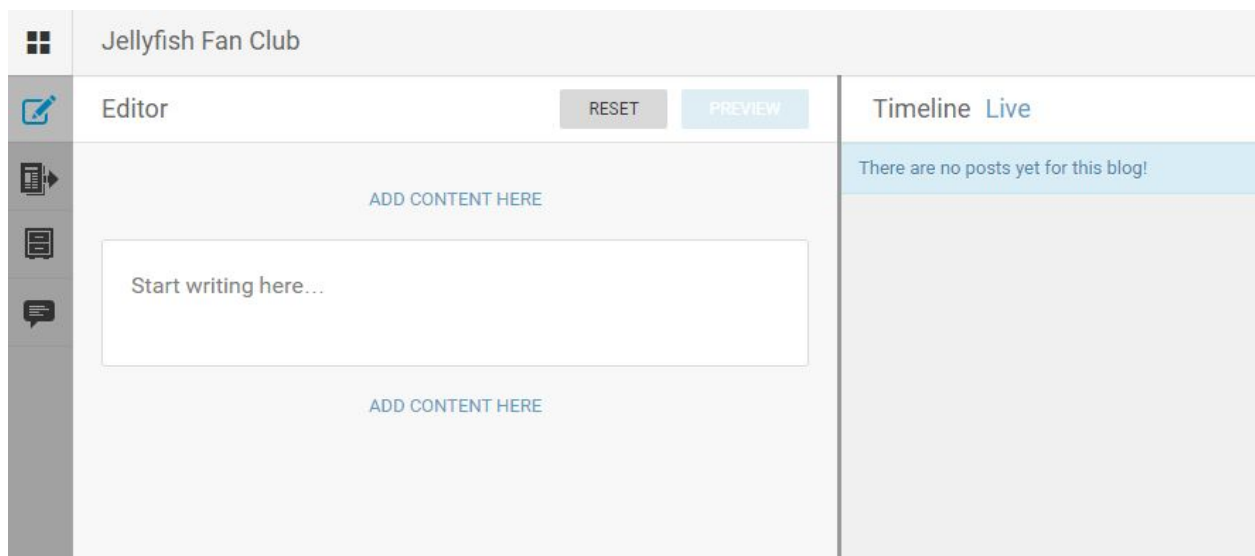 Jellyfish Fan Club
Editor
RESET
PREVIEW
Timeline Live
There are no posts yet for this blog!
ADD CONTENT HERE
Start writing here...
ADD CONTENT HERE